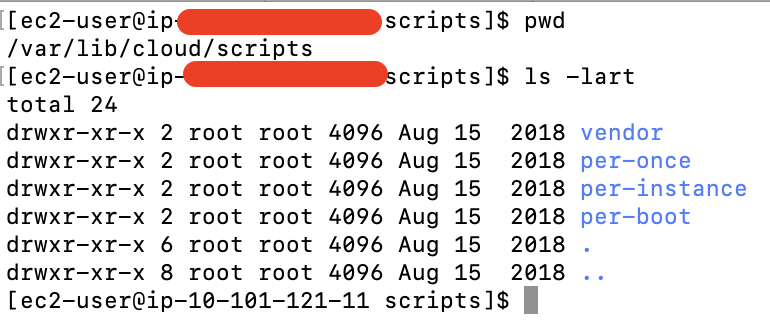 [ec2-user@ip- scripts]$ pwd
/var/lib/cloud/scripts
[ec2-user@ip- scripts]$ ls -lart
total 24
drwxr-xr-x 2 root root 4096 Aug 15  2018 vendor
drwxr-xr-x 2 root root 4096 Aug 15  2018 per-once
drwxr-xr-x 2 root root 4096 Aug 15  2018 per-instance
drwxr-xr-x 2 root root 4096 Aug 15  2018 per-boot
drwxr-xr-x 6 root root 4096 Aug 15  2018 .
drwxr-xr-x 8 root root 4096 Aug 15  2018 ..
[ec2-user@ip-10-101-121-11 scripts]$